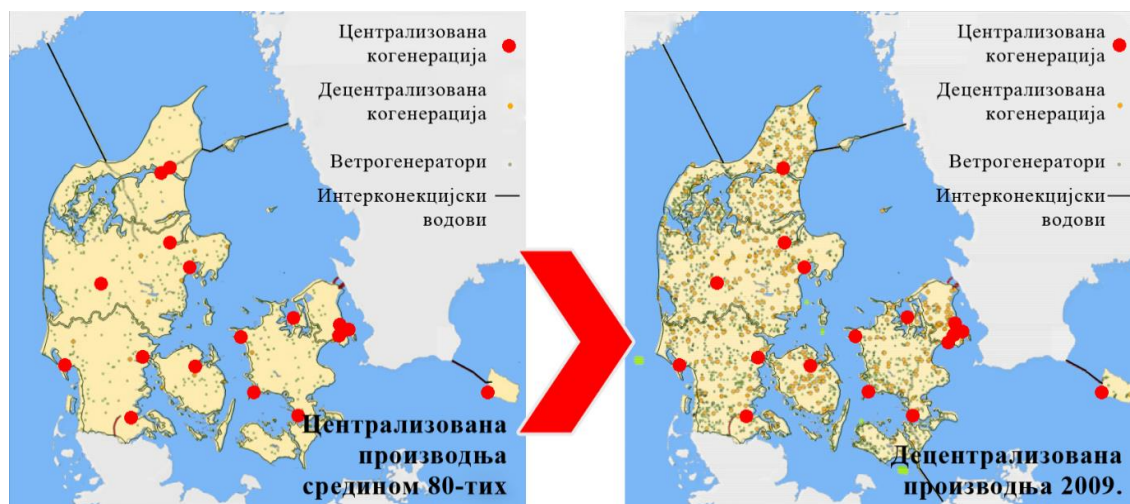 Централизована
когенерација
Децентрализована
когенерација
Ветрогенератори
Интерконекцијски
водови
Централизована
производња
средином 80-тих
Централизована
когенерација
Децентрализована
когенерација
Ветрогенератори
Интерконекцијски
водови
Децентрализована
производња 2009.